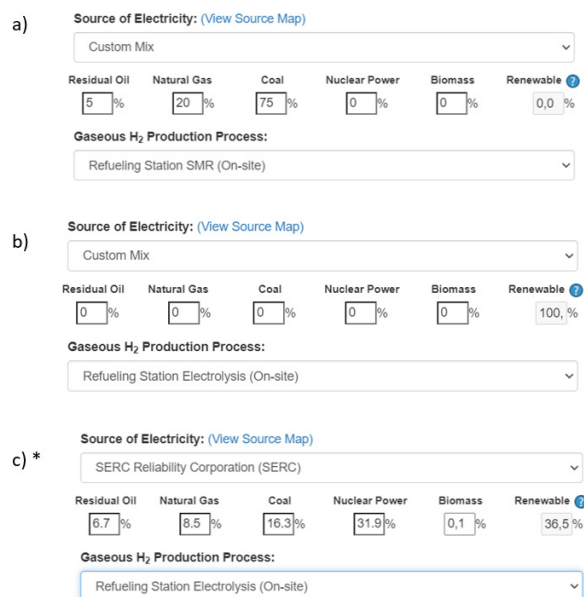 a)
Source of Electricity: (View Source Map)
Custom Mix
Residual Oil Natural Gas Coal Nuclear Power Biomass Renewable ?
5 % 20 % 75 % 0 % 0 % 0,0 %
Gaseous H₂ Production Process:
Refueling Station SMR (On-site)
b)
Source of Electricity: (View Source Map)
Custom Mix
Residual Oil Natural Gas Coal Nuclear Power Biomass Renewable ?
0 % 0 % 0 % 0 % 0 % 100, %
Gaseous H₂ Production Process:
Refueling Station Electrolysis (On-site)
c) *
Source of Electricity: (View Source Map)
SERC Reliability Corporation (SERC)
Residual Oil Natural Gas Coal Nuclear Power Biomass Renewable ?
6.7 % 8.5 % 16.3 % 31.9 % 0,1 % 36,5 %
Gaseous H₂ Production Process:
Refueling Station Electrolysis (On-site)